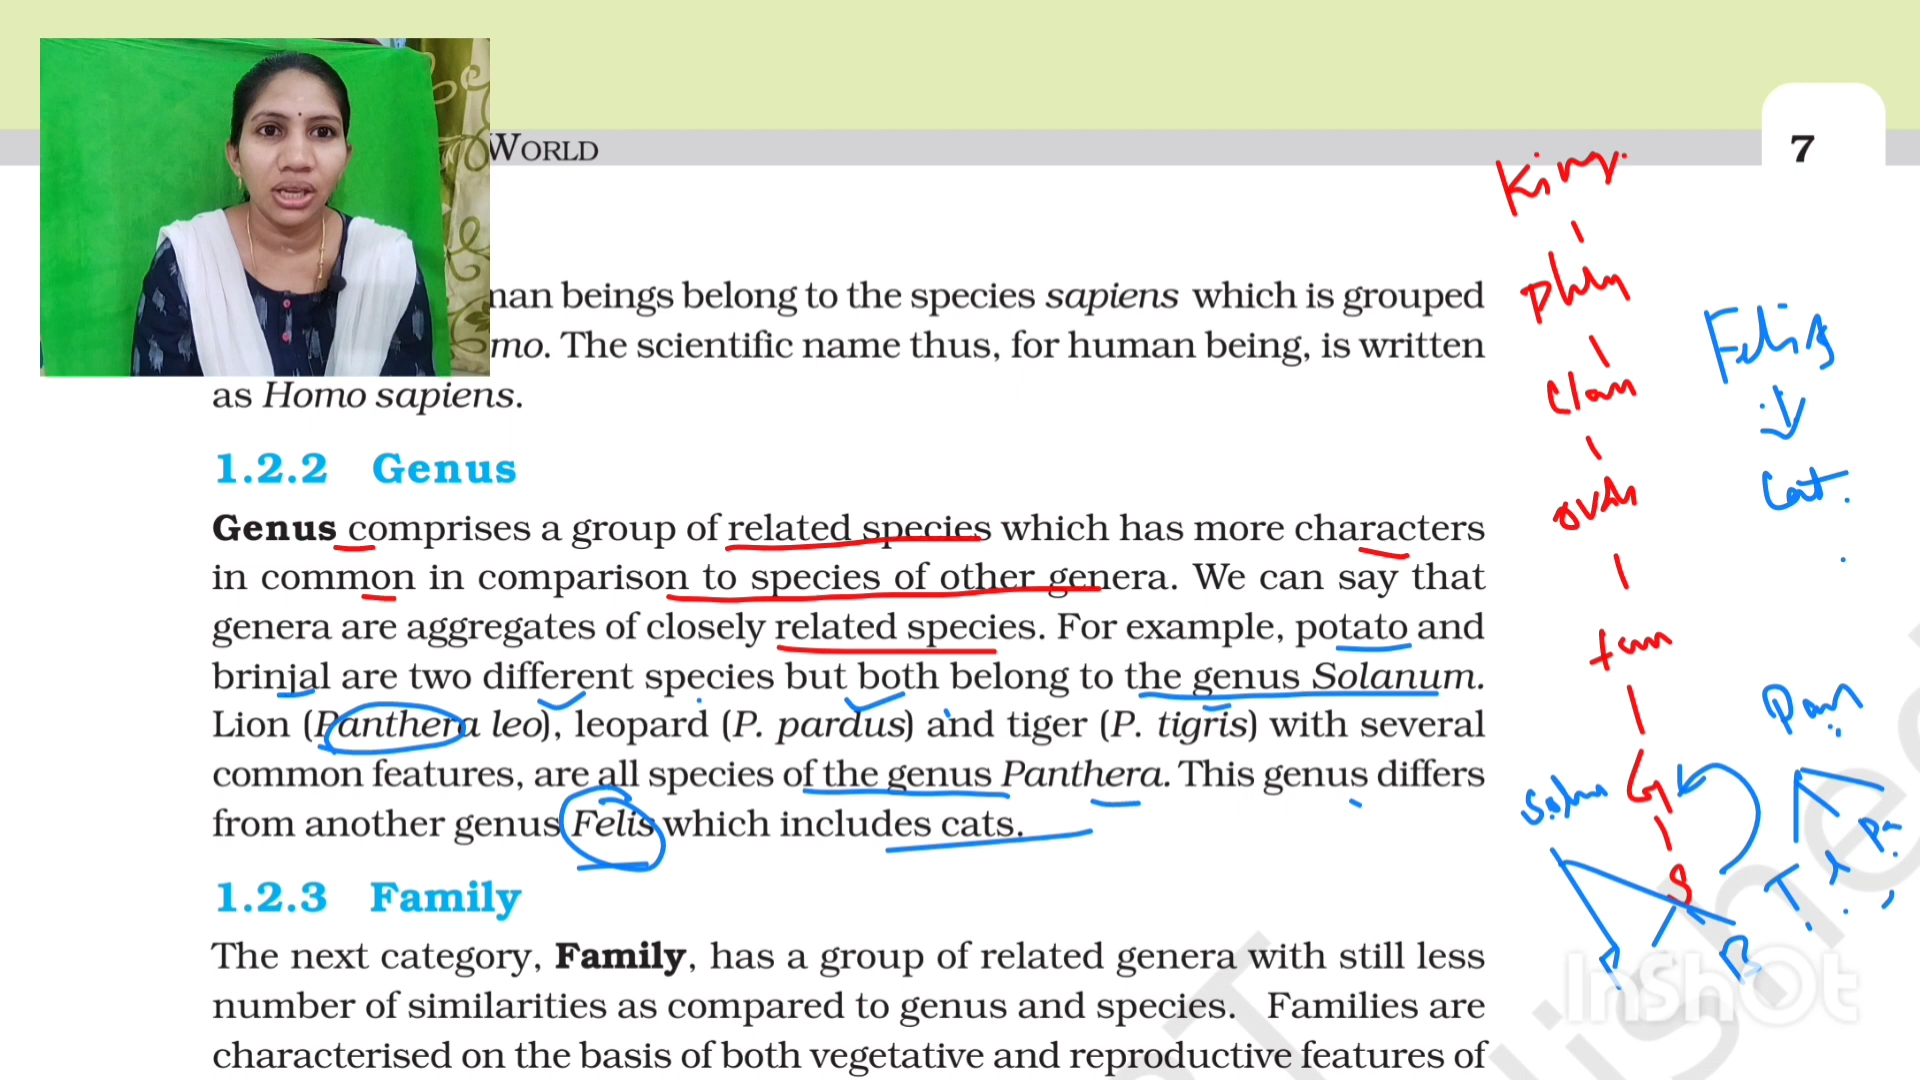 WORLD
7
man beings belong to the species sapiens which is grouped
mo. The scientific name thus, for human being, is written
as Homo sapiens.
1.2.2 Genus
Genus comprises a group of related species which has more characters
in common in comparison to species of other genera. We can say that
genera are aggregates of closely related species. For example, potato and
brinjal are two different species but both belong to the genus Solanum.
Lion (Panthera leo), leopard (P. pardus) and tiger (P. tigris) with several
common features, are all species of the genus Panthera. This genus differs
from another genus Felis which includes cats.
1.2.3 Family
The next category, Family, has a group of related genera with still less
number of similarities as compared to genus and species. Families are
characterised on the basis of both vegetative and reproductive features of
King.
Felis
Cat.
fam
Pan
G
S
T
P
B
InShOt